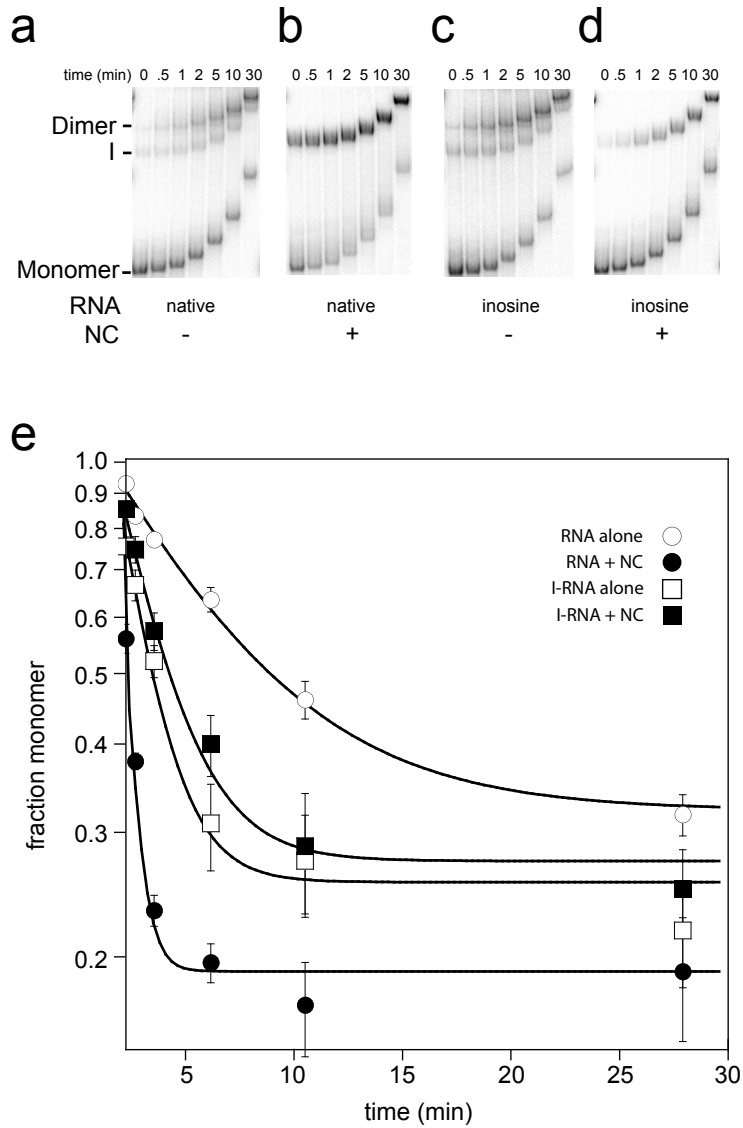 a b c d
time (min) 0 .5 1 2 5 10 30 0 .5 1 2 5 10 30 0 .5 1 2 5 10 30 0 .5 1 2 5 10 30
Dimer
I
Monomer
RNA native native inosine inosine
NC - + - +
e
1.0
0.9
0.8
0.7
0.6
0.5
0.4
0.3
0.2
fraction monomer
RNA alone
RNA + NC
I-RNA alone
I-RNA + NC
5 10 15 20 25 30
time (min)